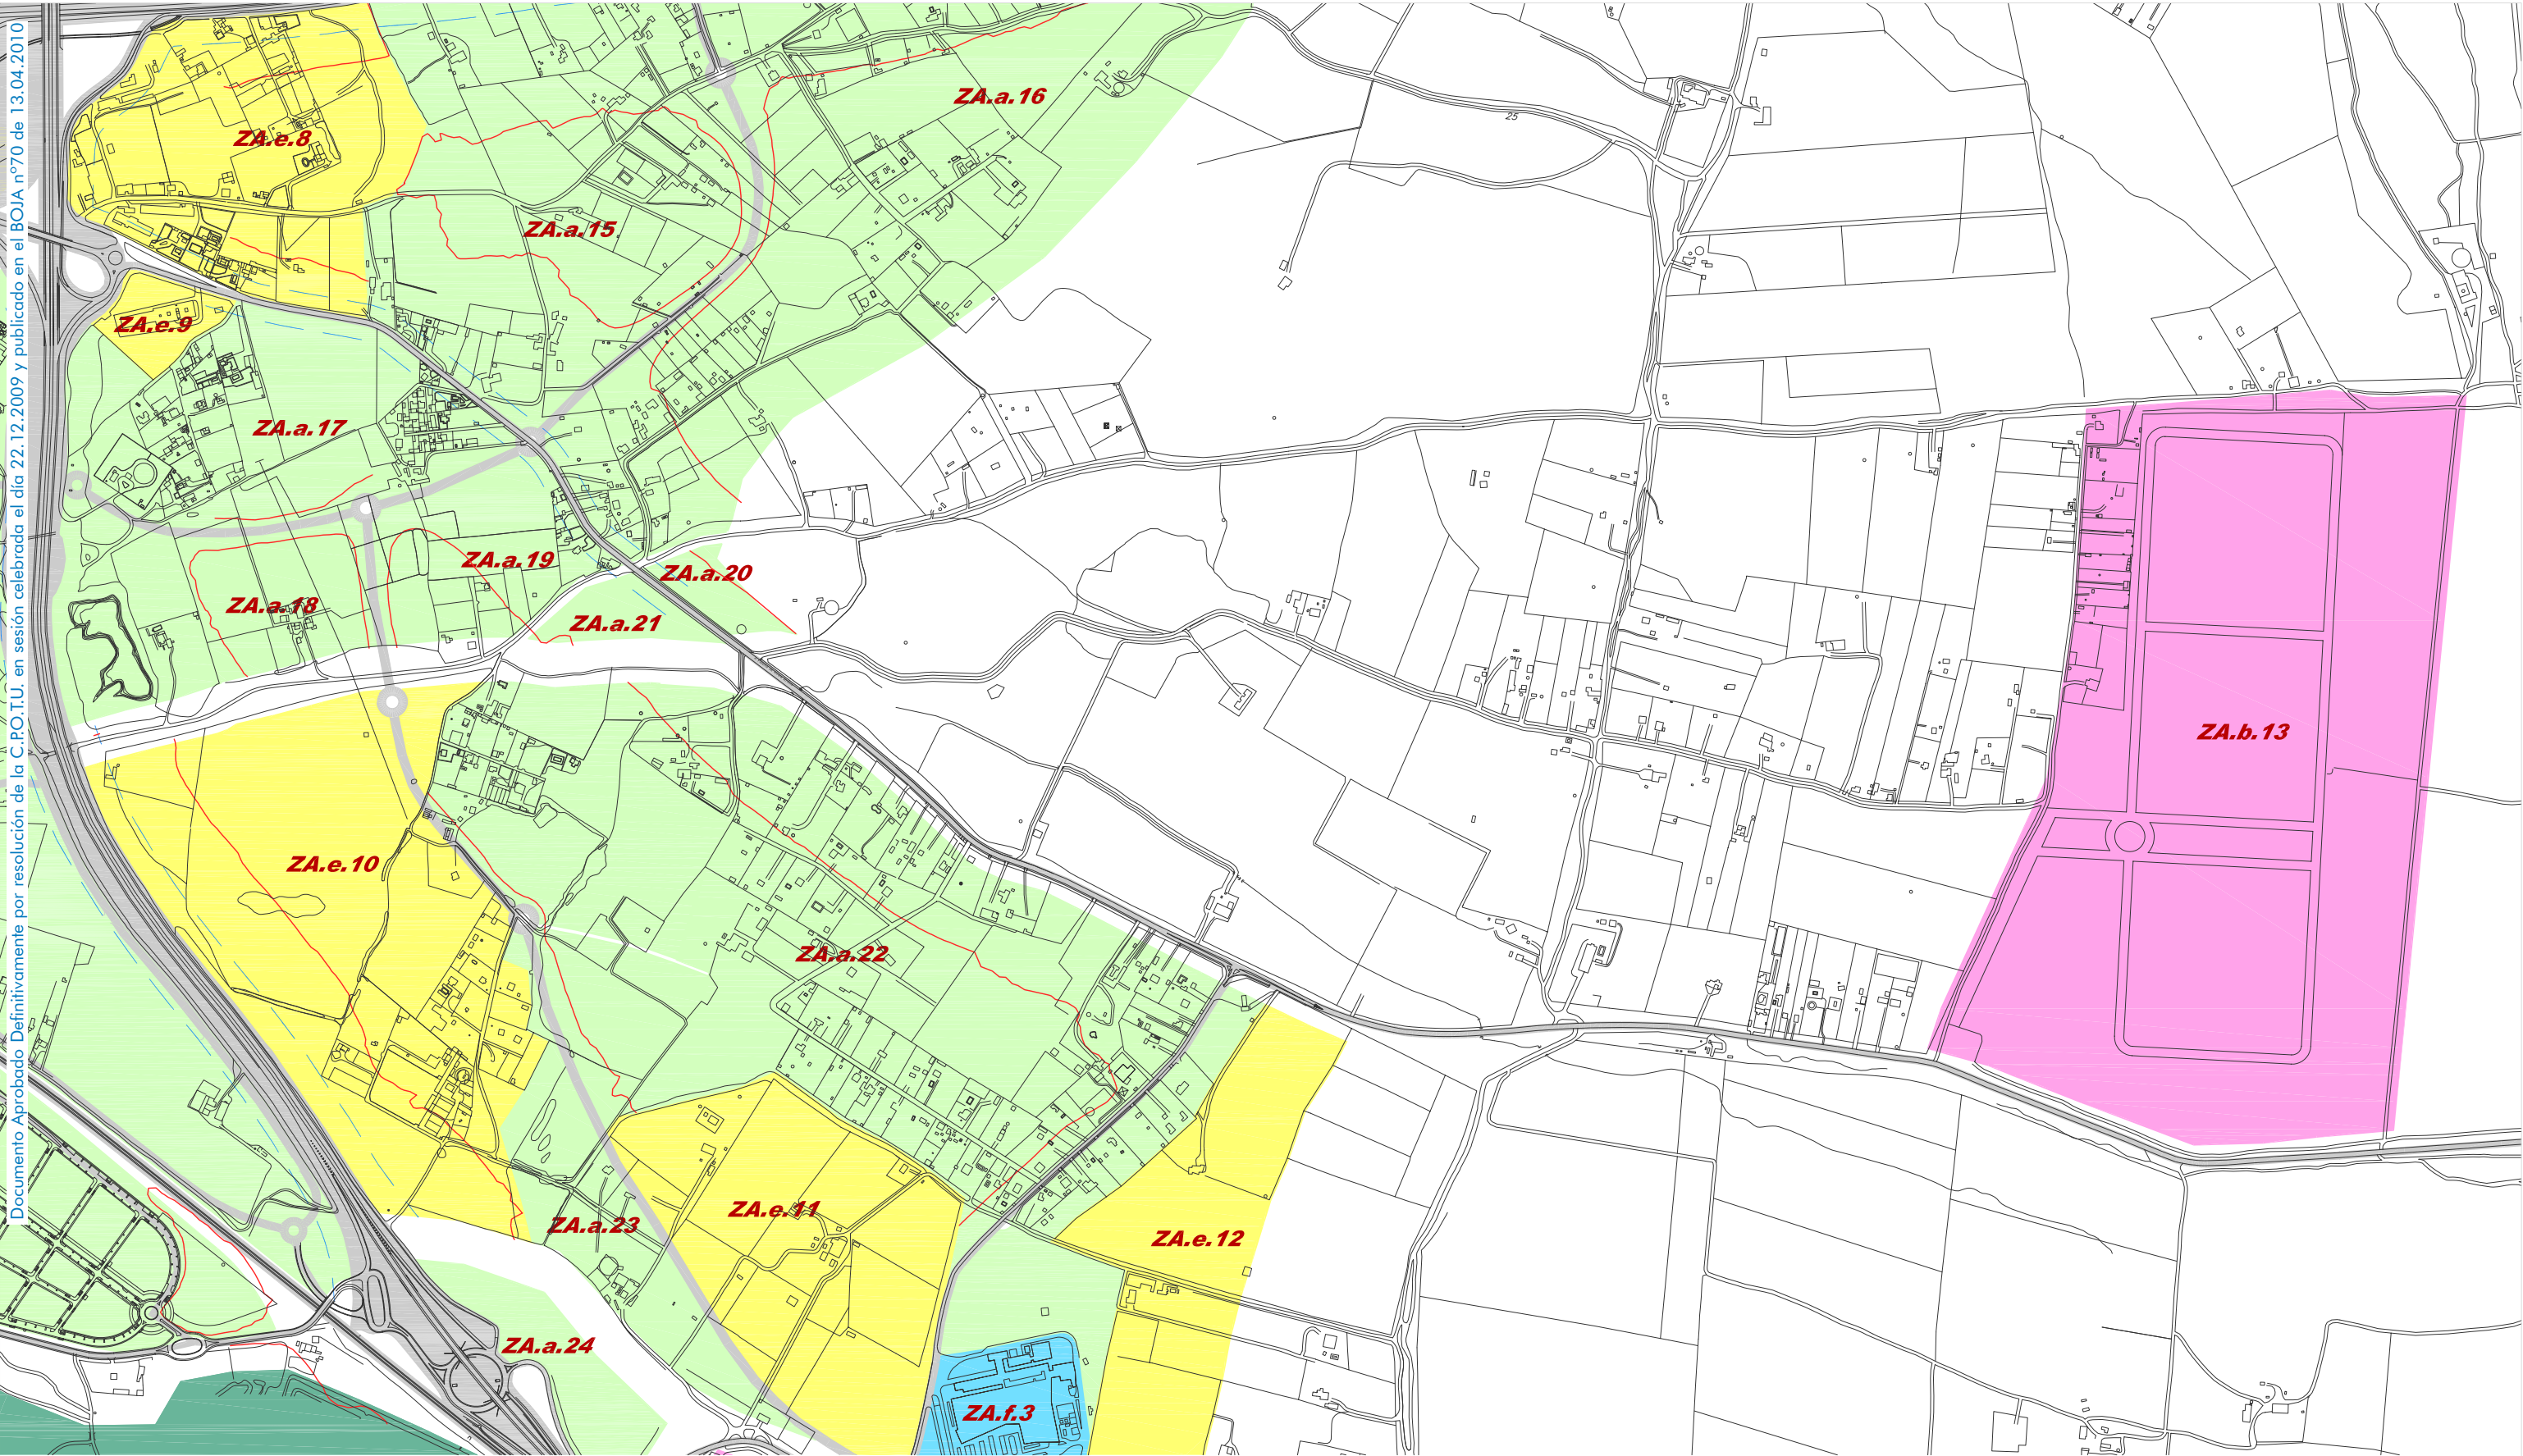 Documento Aprobado Definitivamente por resolución de la C.P.O.T.U. en sesión celebrada el día 22.12.2009 y publicado en el BOJA nº70 de 13.04.2010
ZA.a.16
25
ZA.e.8
ZA.a.15
ZA.e.9
ZA.a.17
ZA.a.19
ZA.a.20
ZA.a.18
ZA.a.21
ZA.b.13
ZA.e.10
ZA.a.22
ZA.e.11
ZA.a.23
ZA.e.12
ZA.a.24
ZA.f.3